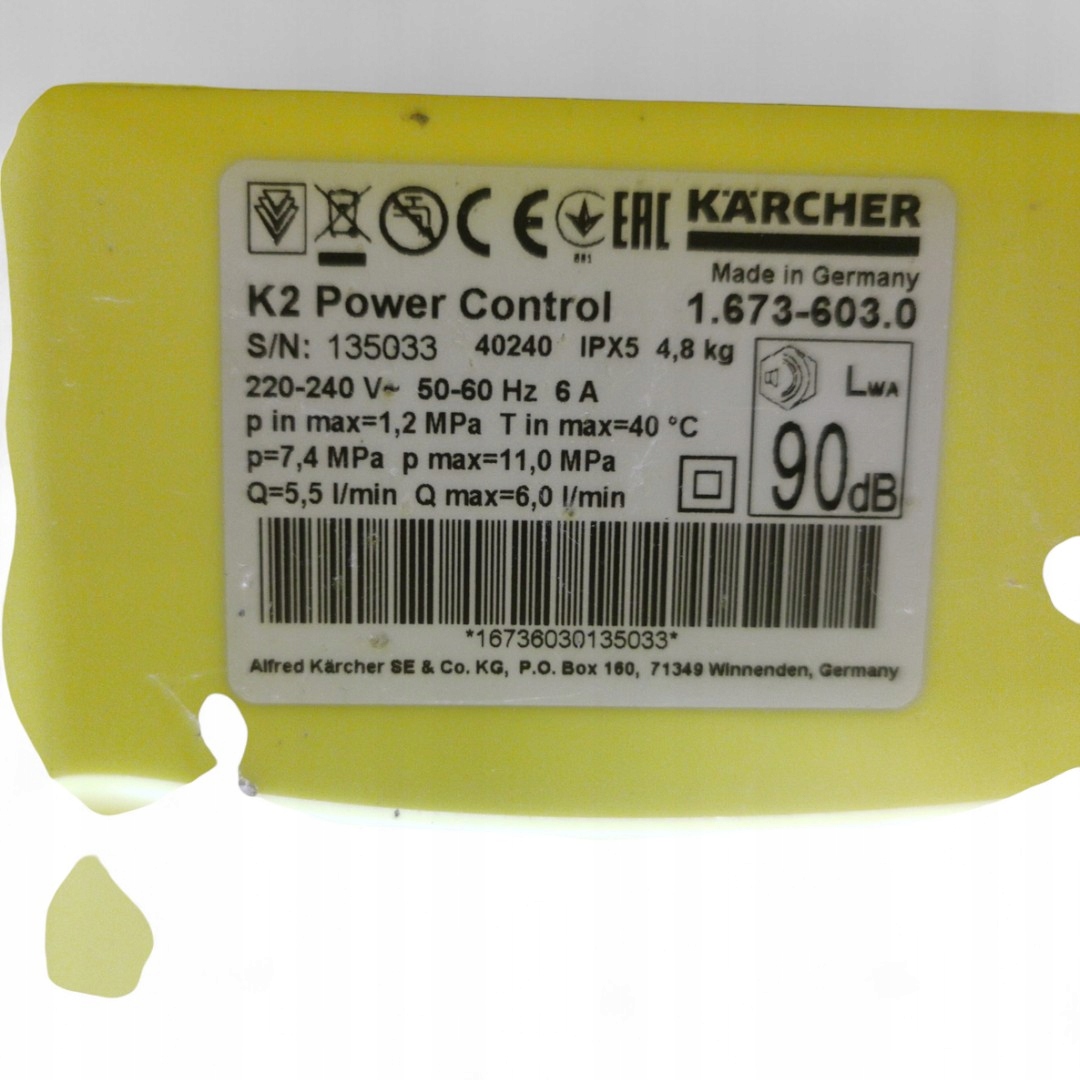 CE EAC KÄRCHER
001
Made in Germany
K2 Power Control 1.673-603.0
S/N: 135033 40240 IPX5 4,8 kg
220-240 V~ 50-60 Hz 6 A
p in max=1,2 MPa T in max=40 °C
p=7,4 MPa p max=11,0 MPa
Q=5,5 l/min Q max=6,0 l/min
LWA
90dB
*16736030135033*
Alfred Kärcher SE & Co. KG, P.O. Box 160, 71349 Winnenden, Germany